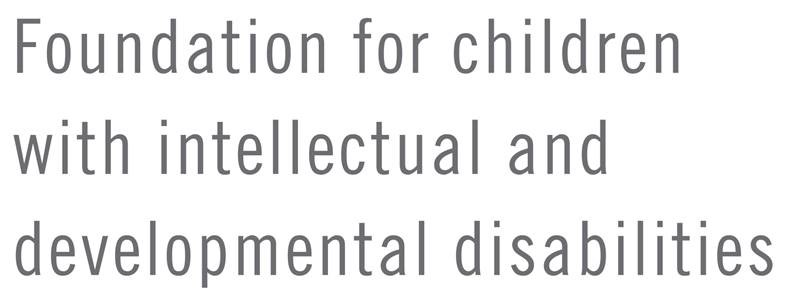 Foundation for children
with intellectual and
developmental disabilities